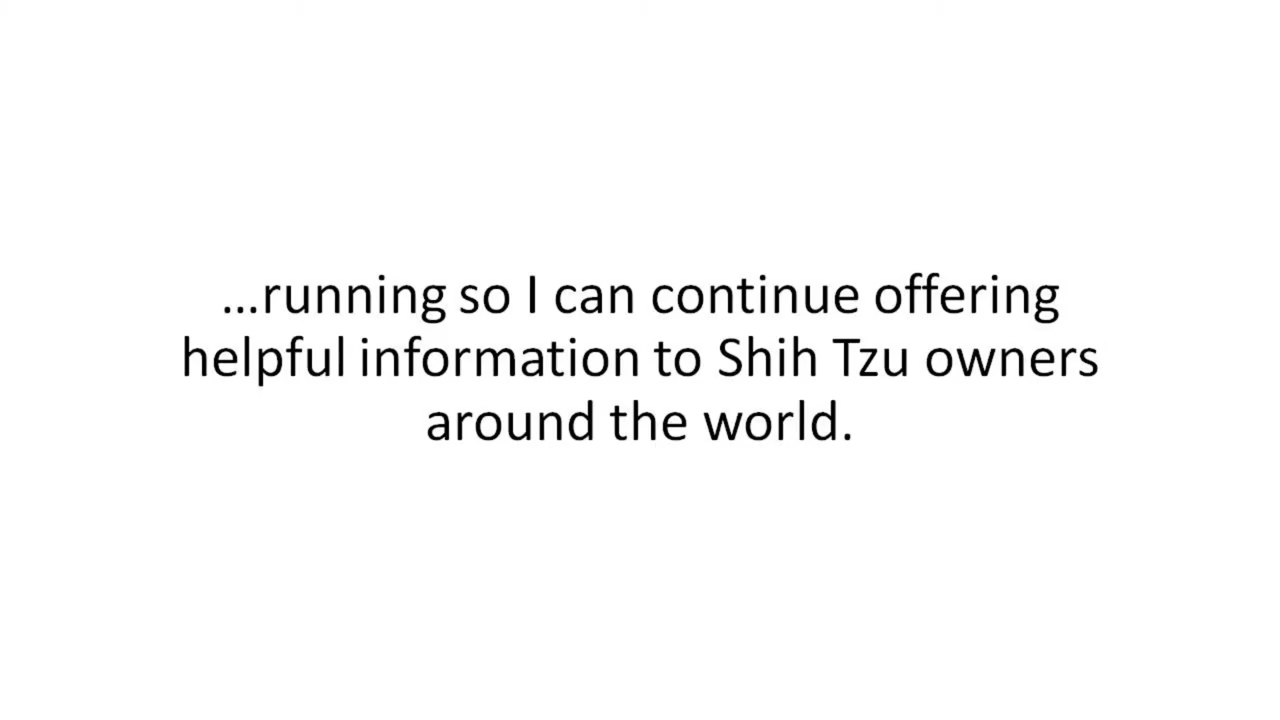 ...running so I can continue offering
helpful information to Shih Tzu owners
around the world.